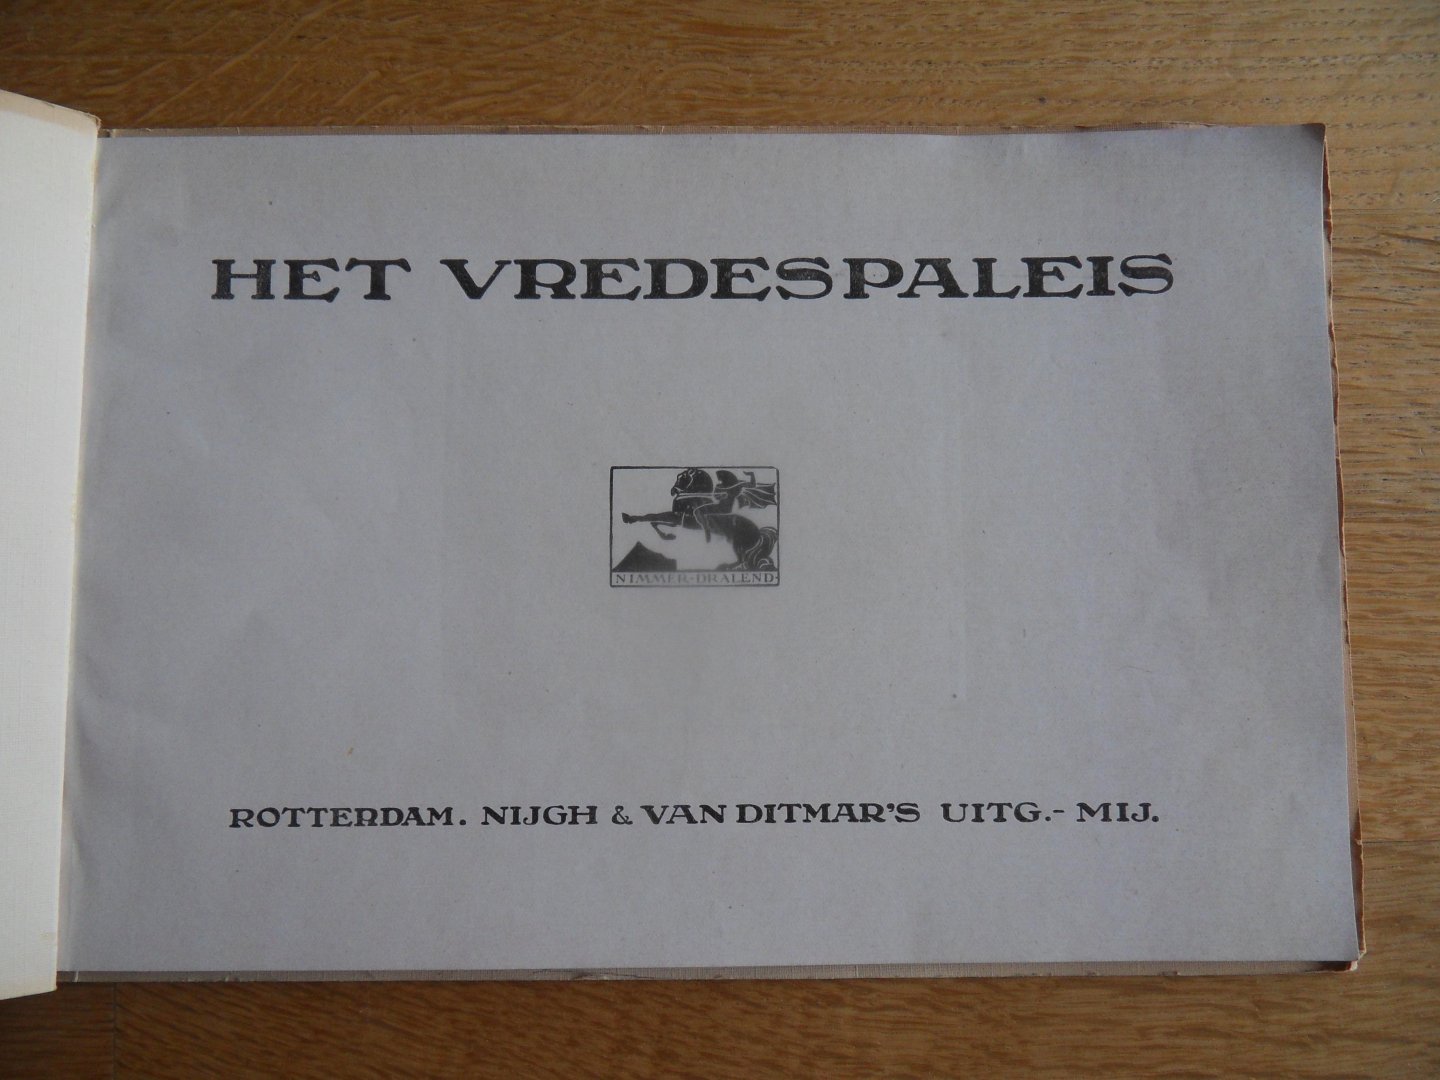 HET VREDESPALEIS
NIMMER·DRALEND·
ROTTERDAM. NIJGH & VAN DITMAR'S UITG.- MIJ.